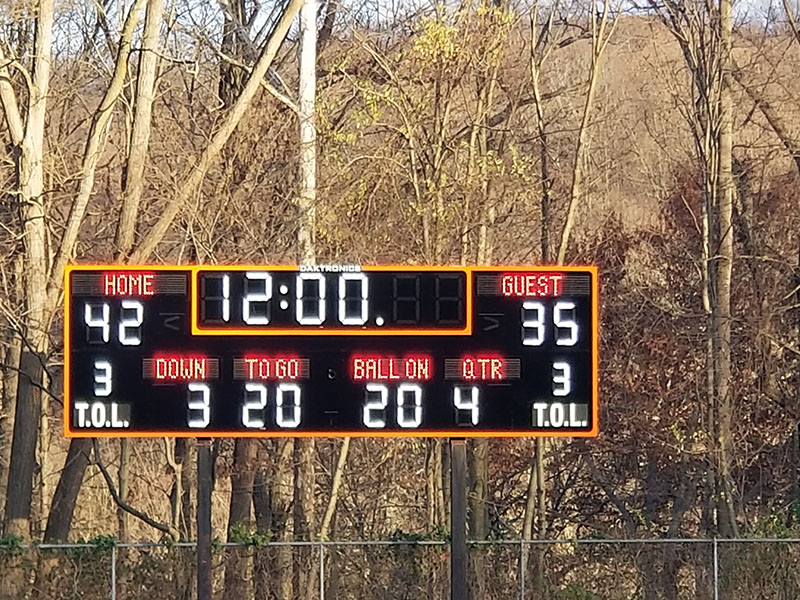 DAKTRONICS
HOME 12:00. GUEST
42 35
DOWN TO GO BALL ON QTR
3 3 20 20 4 3
T.O.L. T.O.L.